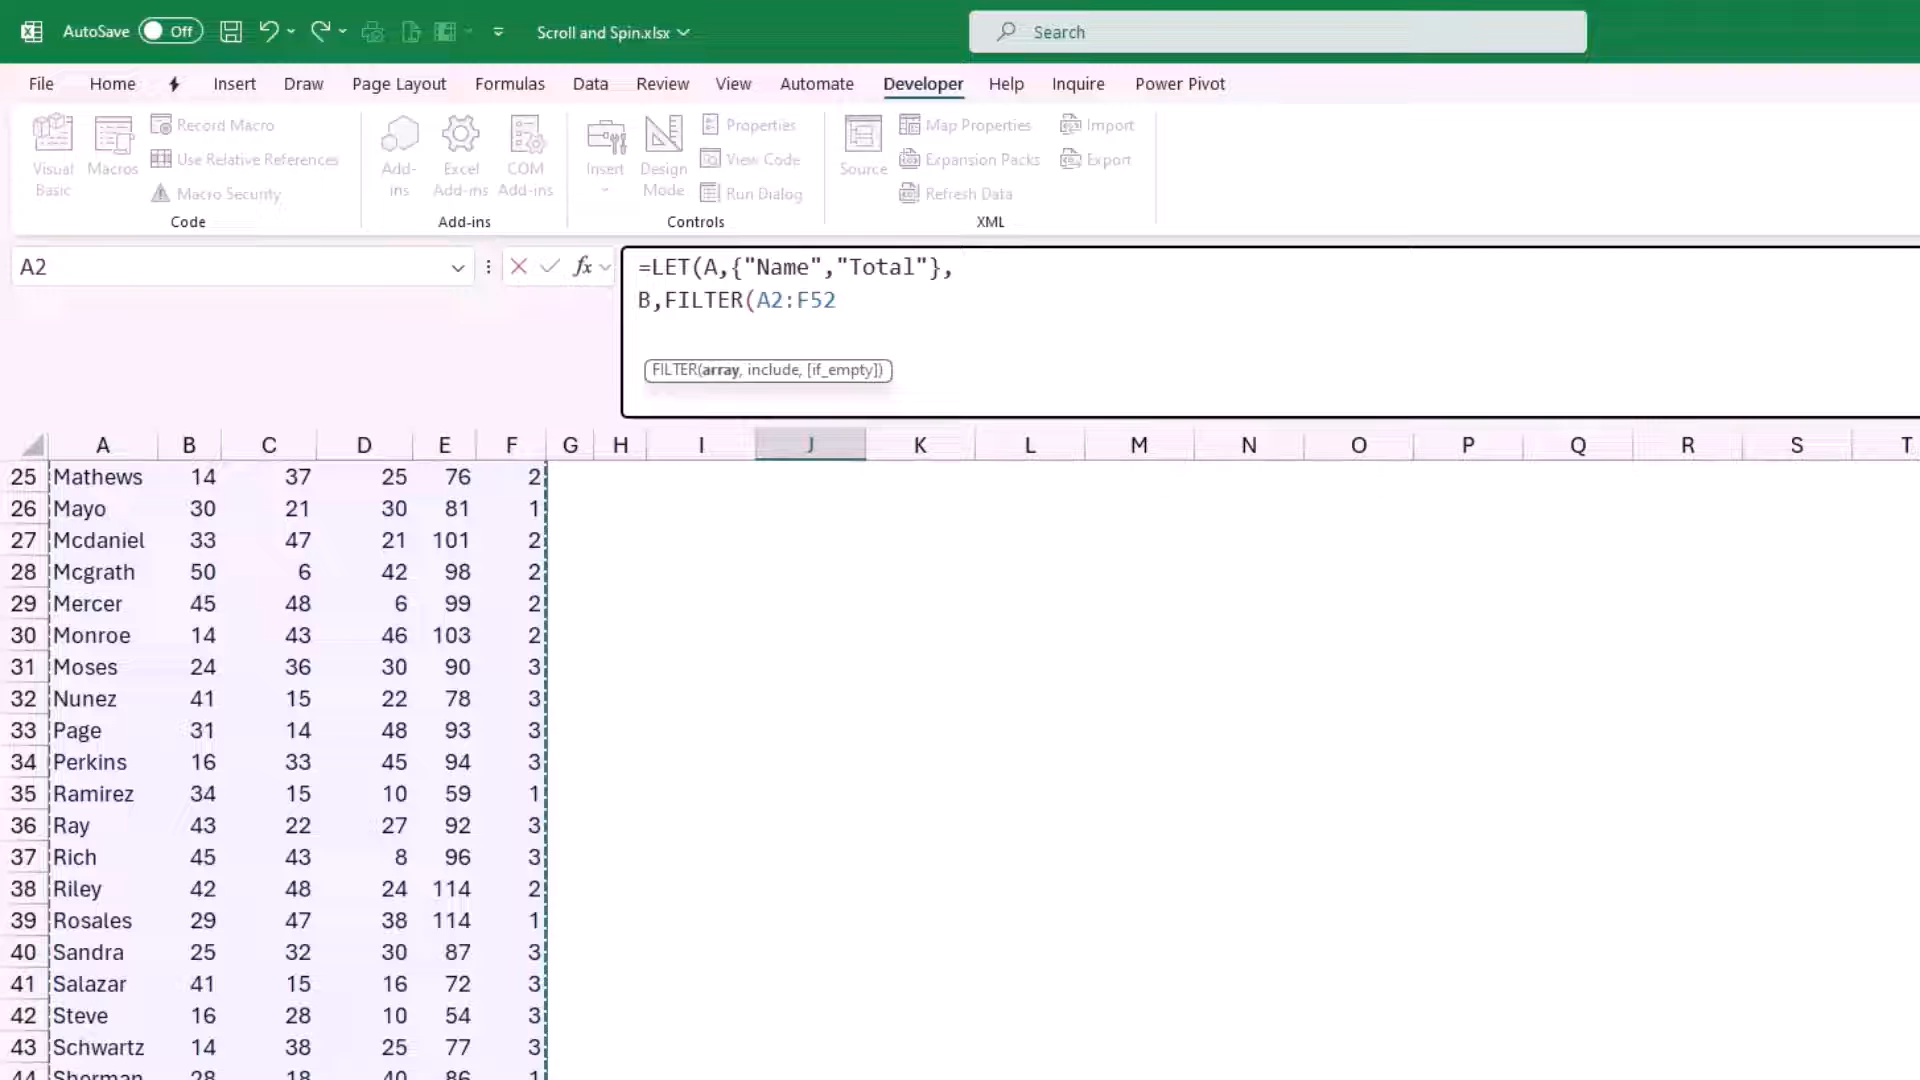 AutoSave Off Scroll and Spin.xlsx Search
File Home Insert Draw Page Layout Formulas Data Review View Automate Developer Help Inquire Power Pivot
Visual Basic Macros Record Macro Use Relative References Macro Security Code
Add-ins Excel Add-ins COM Add-ins Add-ins
Insert Design Mode Properties View Code Run Dialog Controls
Source Map Properties Expansion Packs Refresh Data Import Export XML
A2 fx =LET(A,{"Name","Total"},
B,FILTER(A2:F52
FILTER(array, include, [if_empty])
A B C D E F G H I J K L M N O P Q R S T
25 Mathews 14 37 25 76 2
26 Mayo 30 21 30 81 1
27 Mcdaniel 33 47 21 101 2
28 Mcgrath 50 6 42 98 2
29 Mercer 45 48 6 99 2
30 Monroe 14 43 46 103 2
31 Moses 24 36 30 90 3
32 Nunez 41 15 22 78 3
33 Page 31 14 48 93 3
34 Perkins 16 33 45 94 3
35 Ramirez 34 15 10 59 1
36 Ray 43 22 27 92 3
37 Rich 45 43 8 96 3
38 Riley 42 48 24 114 2
39 Rosales 29 47 38 114 1
40 Sandra 25 32 30 87 3
41 Salazar 41 15 16 72 3
42 Steve 16 28 10 54 3
43 Schwartz 14 38 25 77 3
44 Sherman 28 18 40 86 1